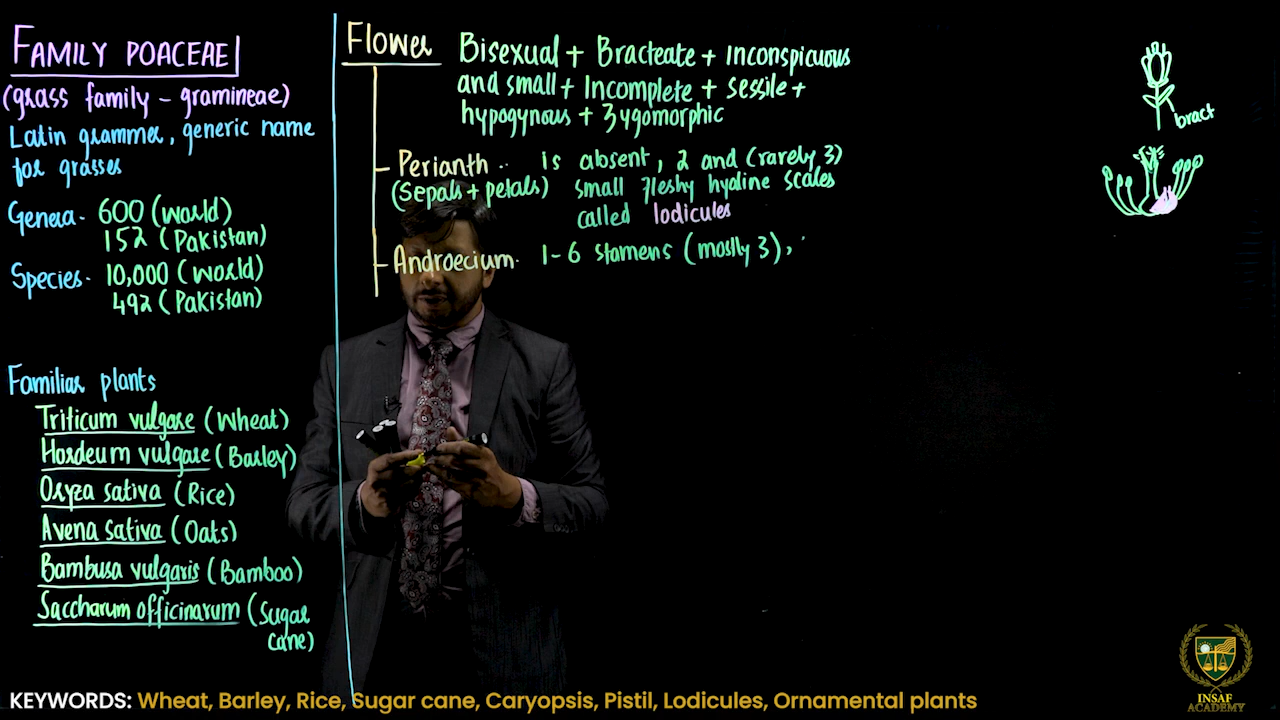 FAMILY POACEAE
(grass family - gramineae)
Latin grammer, generic name
for grasses
Genera- 600 (world)
152 (Pakistan)
Species- 10,000 (world)
492 (Pakistan)
Familiar plants
Triticum vulgare (Wheat)
Hordeum vulgare (Barley)
Oryza sativa (Rice)
Avena sativa (Oats)
Bambusa vulgaris (Bamboo)
Saccharum officinarum (Sugar
cane)
Flower Bisexual + Bracteate + inconspicuous
and small + Incomplete + sessile +
hypogynous + Zygomorphic
Perianth .. is absent, 2 and (rarely 3)
(Sepals + petals) small fleshy hyaline scales
called lodicules
Androecium. 1-6 stamens (mostly 3),
bract
KEYWORDS: Wheat, Barley, Rice, Sugar cane, Caryopsis, Pistil, Lodicules, Ornamental plants
INSAF
ACADEMY